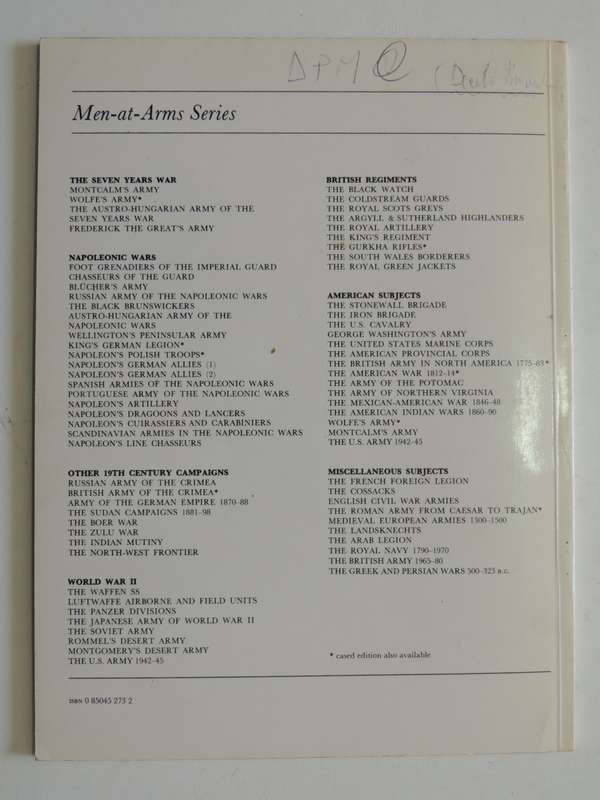 DPM
Men-at-Arms Series
THE SEVEN YEARS WAR
MONTCALM'S ARMY
WOLFE'S ARMY*
THE AUSTRO-HUNGARIAN ARMY OF THE
SEVEN YEARS WAR
FREDERICK THE GREAT'S ARMY
NAPOLEONIC WARS
FOOT GRENADIERS OF THE IMPERIAL GUARD
CHASSEURS OF THE GUARD
BLÜCHER'S ARMY
RUSSIAN ARMY OF THE NAPOLEONIC WARS
THE BLACK BRUNSWICKERS
AUSTRO-HUNGARIAN ARMY OF THE
NAPOLEONIC WARS
WELLINGTON'S PENINSULAR ARMY
KING'S GERMAN LEGION*
NAPOLEON'S POLISH TROOPS*
NAPOLEON'S GERMAN ALLIES (1)
NAPOLEON'S GERMAN ALLIES (2)
SPANISH ARMIES OF THE NAPOLEONIC WARS
PORTUGUESE ARMY OF THE NAPOLEONIC WARS
NAPOLEON'S ARTILLERY
NAPOLEON'S DRAGOONS AND LANCERS
NAPOLEON'S CUIRASSIERS AND CARABINIERS
SCANDINAVIAN ARMIES IN THE NAPOLEONIC WARS
NAPOLEON'S LINE CHASSEURS
OTHER 19TH CENTURY CAMPAIGNS
RUSSIAN ARMY OF THE CRIMEA
BRITISH ARMY OF THE CRIMEA*
ARMY OF THE GERMAN EMPIRE 1870-88
THE SUDAN CAMPAIGNS 1881-98
THE BOER WAR
THE ZULU WAR
THE INDIAN MUTINY
THE NORTH-WEST FRONTIER
WORLD WAR II
THE WAFFEN SS
LUFTWAFFE AIRBORNE AND FIELD UNITS
THE PANZER DIVISIONS
THE JAPANESE ARMY OF WORLD WAR II
THE SOVIET ARMY
ROMMEL'S DESERT ARMY
MONTGOMERY'S DESERT ARMY
THE U.S. ARMY 1942-45
BRITISH REGIMENTS
THE BLACK WATCH
THE COLDSTREAM GUARDS
THE ROYAL SCOTS GREYS
THE ARGYLL & SUTHERLAND HIGHLANDERS
THE ROYAL ARTILLERY
THE KING'S REGIMENT
THE GURKHA RIFLES*
THE SOUTH WALES BORDERERS
THE ROYAL GREEN JACKETS
AMERICAN SUBJECTS
THE STONEWALL BRIGADE
THE IRON BRIGADE
THE U.S. CAVALRY
GEORGE WASHINGTON'S ARMY
THE UNITED STATES MARINE CORPS
THE AMERICAN PROVINCIAL CORPS
THE BRITISH ARMY IN NORTH AMERICA 1775-83*
THE AMERICAN WAR 1812-14*
THE ARMY OF THE POTOMAC
THE ARMY OF NORTHERN VIRGINIA
THE MEXICAN-AMERICAN WAR 1846-48
THE AMERICAN INDIAN WARS 1860-90
WOLFE'S ARMY*
MONTCALM'S ARMY
THE U.S. ARMY 1942-45
MISCELLANEOUS SUBJECTS
THE FRENCH FOREIGN LEGION
THE COSSACKS
ENGLISH CIVIL WAR ARMIES
THE ROMAN ARMY FROM CAESAR TO TRAJAN*
MEDIEVAL EUROPEAN ARMIES 1300-1500
THE LANDSKNECHTS
THE ARAB LEGION
THE ROYAL NAVY 1790-1970
THE BRITISH ARMY 1965-80
THE GREEK AND PERSIAN WARS 500-323 B.C.
* cased edition also available
ISBN 0 85045 273 2